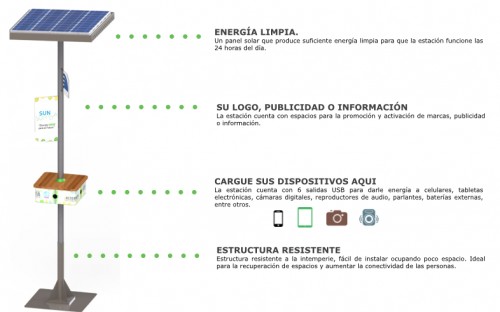 ENERGÍA LIMPIA.
Un panel solar que produce suficiente energía limpia para que la estación funcione las
24 horas del día.
SUN
SU LOGO, PUBLICIDAD O INFORMACIÓN
La estación cuenta con espacios para la promoción y activación de marcas, publicidad
o información.
CARGUE SUS DISPOSITIVOS AQUI
La estación cuenta con 6 salidas USB para darle energía a celulares, tabletas
electrónicas, cámaras digitales, reproductores de audio, parlantes, baterías externas,
entre otros.
ESTRUCTURA RESISTENTE
Estructura resistente a la intemperie, fácil de instalar ocupando poco espacio. Ideal
para la recuperación de espacios y aumentar la conectividad de las personas.